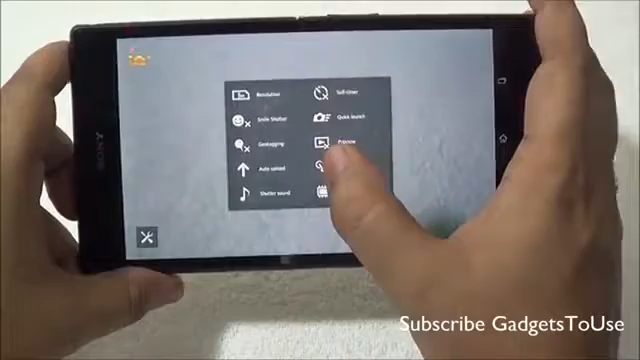 SONY
Resolution
Self-timer
Smile Shutter
Quick launch
Geotagging
Preview
Auto upload
Shutter sound
Subscribe GadgetsToUse